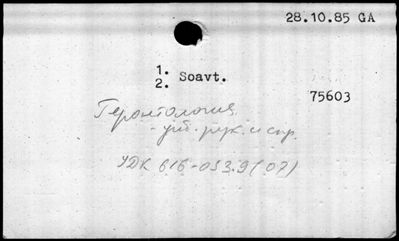 28.10.85 GA
1.
2. Soavt.
75603
Геронтология
- уч. рук. и спр.
УДК 616-053.9(07)